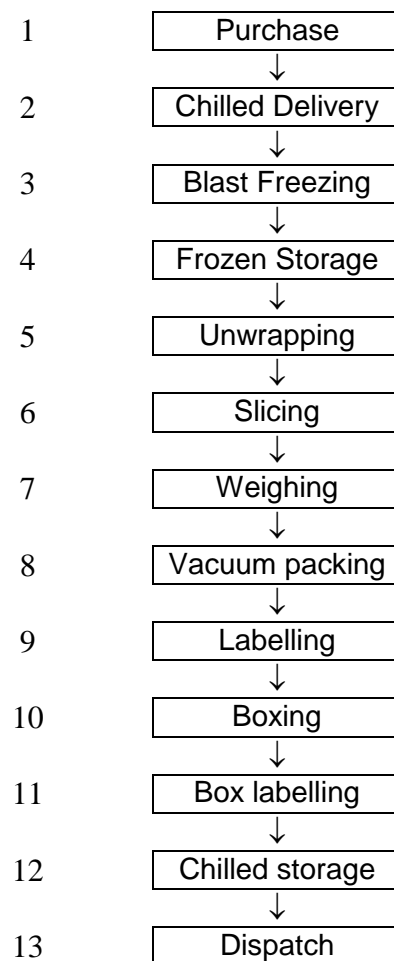 1 Purchase
↓
2 Chilled Delivery
↓
3 Blast Freezing
↓
4 Frozen Storage
↓
5 Unwrapping
↓
6 Slicing
↓
7 Weighing
↓
8 Vacuum packing
↓
9 Labelling
↓
10 Boxing
↓
11 Box labelling
↓
12 Chilled storage
↓
13 Dispatch